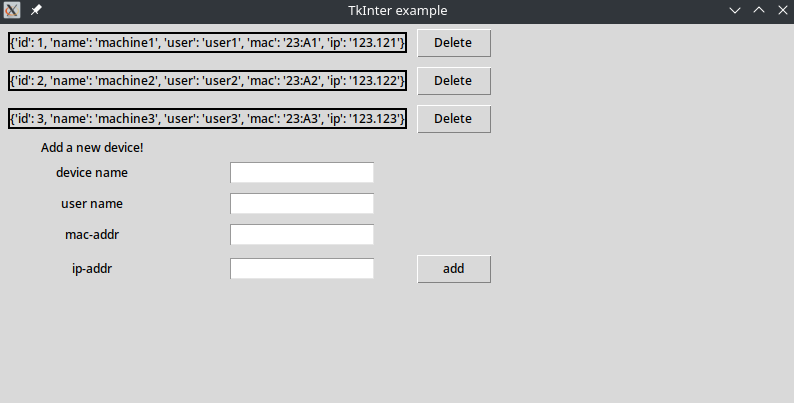 TkInter example
{'id': 1, 'name': 'machine1', 'user': 'user1', 'mac': '23:A1', 'ip': '123.121'} Delete
{'id': 2, 'name': 'machine2', 'user': 'user2', 'mac': '23:A2', 'ip': '123.122'} Delete
{'id': 3, 'name': 'machine3', 'user': 'user3', 'mac': '23:A3', 'ip': '123.123'} Delete
Add a new device!
device name
user name
mac-addr
ip-addr add